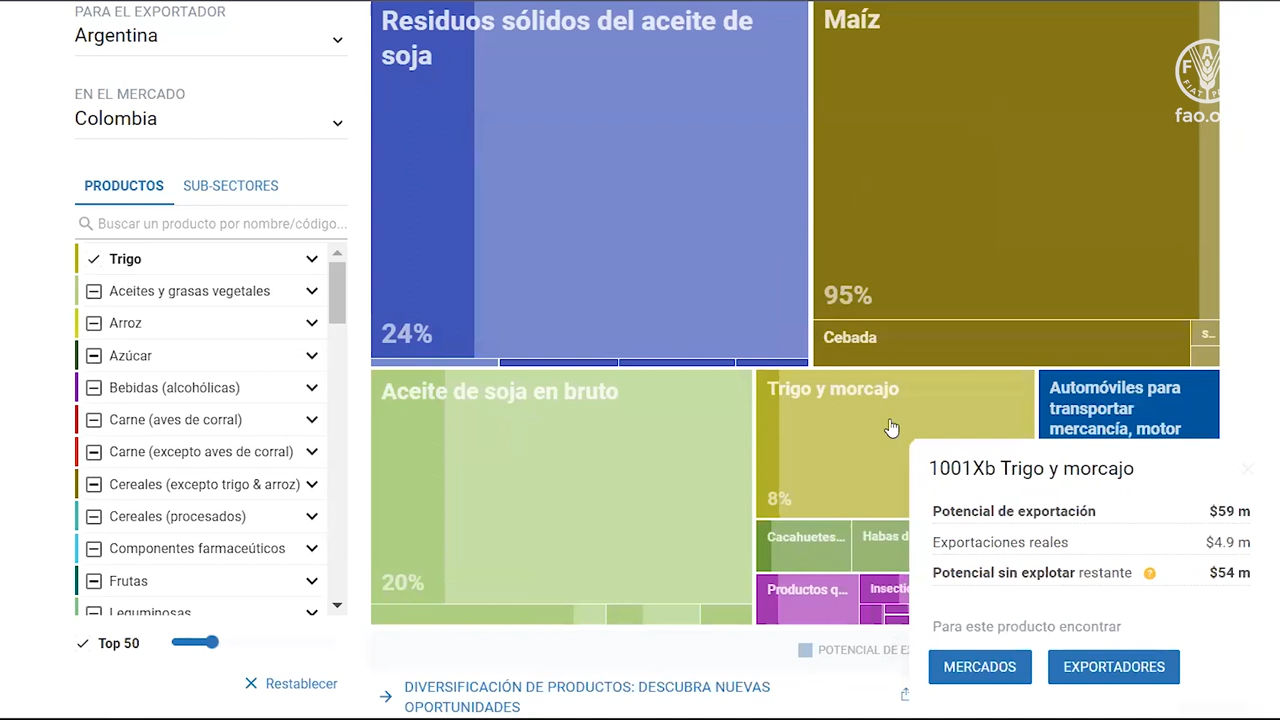 PARA EL EXPORTADOR
Argentina
EN EL MERCADO
Colombia
PRODUCTOS SUB-SECTORES
Buscar un producto por nombre/código...
Trigo
Aceites y grasas vegetales
Arroz
Azúcar
Bebidas (alcohólicas)
Carne (aves de corral)
Carne (excepto aves de corral)
Cereales (excepto trigo & arroz)
Cereales (procesados)
Componentes farmaceúticos
Frutas
Leguminosas
Top 50
Restablecer
Residuos sólidos del aceite de
soja
24%
Maíz
95%
Cebada
s...
FAO
FIAT
fao.o
Aceite de soja en bruto
20%
Trigo y morcajo
8%
Automóviles para
transportar
mercancía, motor
Cacahuetes...
Habas d
Productos q...
Insectic
1001Xb Trigo y morcajo
Potencial de exportación $59 m
Exportaciones reales $4.9 m
Potencial sin explotar restante ? $54 m
Para este producto encontrar
MERCADOS EXPORTADORES
POTENCIAL DE E
DIVERSIFICACIÓN DE PRODUCTOS: DESCUBRA NUEVAS
OPORTUNIDADES